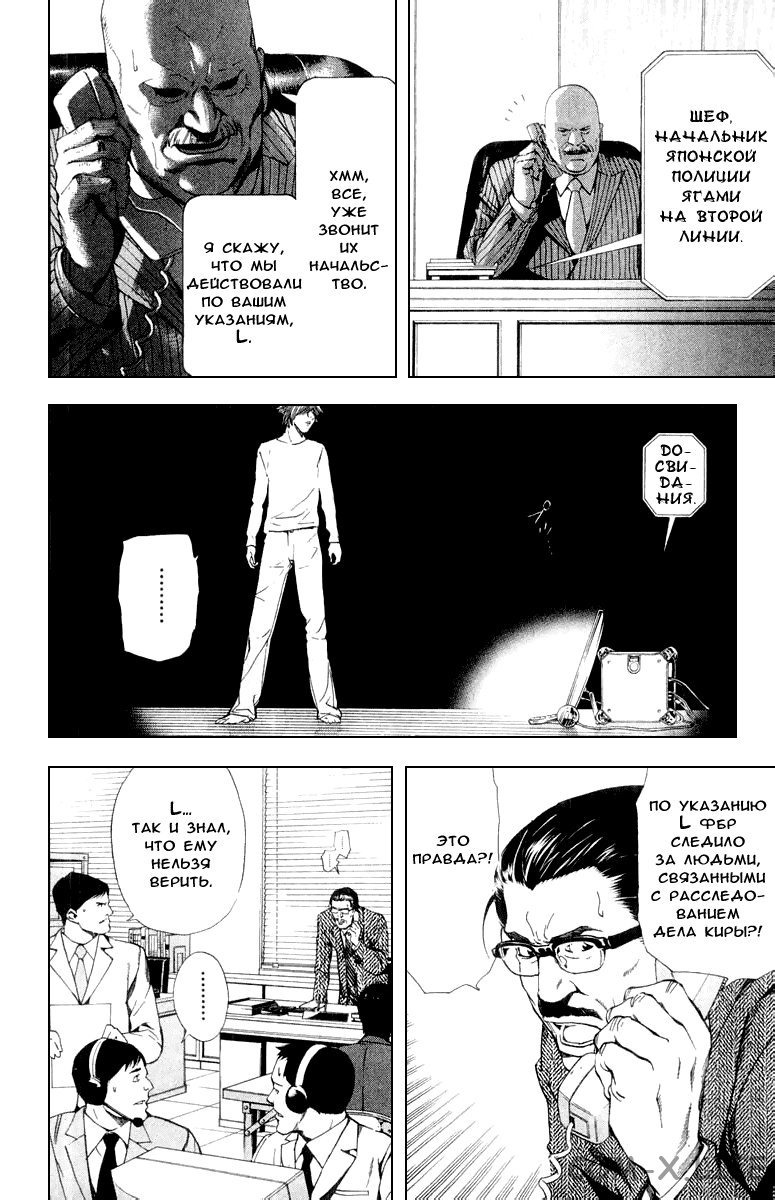 ШЕФ,
НАЧАЛЬНИК
ЯПОНСКОЙ
ПОЛИЦИИ
ЯГАМИ
НА ВТОРОЙ
ЛИНИИ.
ХММ,
ВСЕ,
УЖЕ
ЗВОНИТ
ИХ
НАЧАЛЬС-
ТВО.
Я СКАЖУ,
ЧТО МЫ
ДЕЙСТВОВАЛИ
ПО ВАШИМ
УКАЗАНИЯМ,
L.
ДО-
СВИ-
ДА-
НИЯ.
.........
ПО УКАЗАНИЮ
L ФБР
СЛЕДИЛО
ЗА ЛЮДЬМИ,
СВЯЗАННЫМИ
С РАССЛЕДО-
ВАНИЕМ
ДЕЛА КИРЫ?!
ЭТО
ПРАВДА?!
L...
ТАК И ЗНАЛ,
ЧТО ЕМУ
НЕЛЬЗЯ
ВЕРИТЬ.
.........